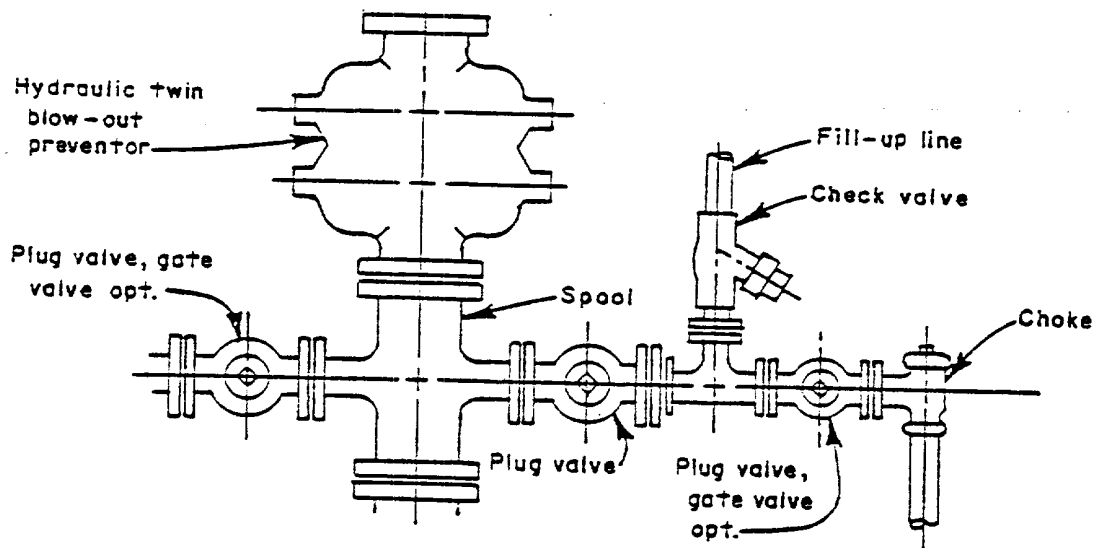 Hydraulic twin
blow-out
preventor
Fill-up line
Check valve
Plug valve, gate
valve opt.
Spool
Choke
Plug valve
Plug valve,
gate valve
opt.